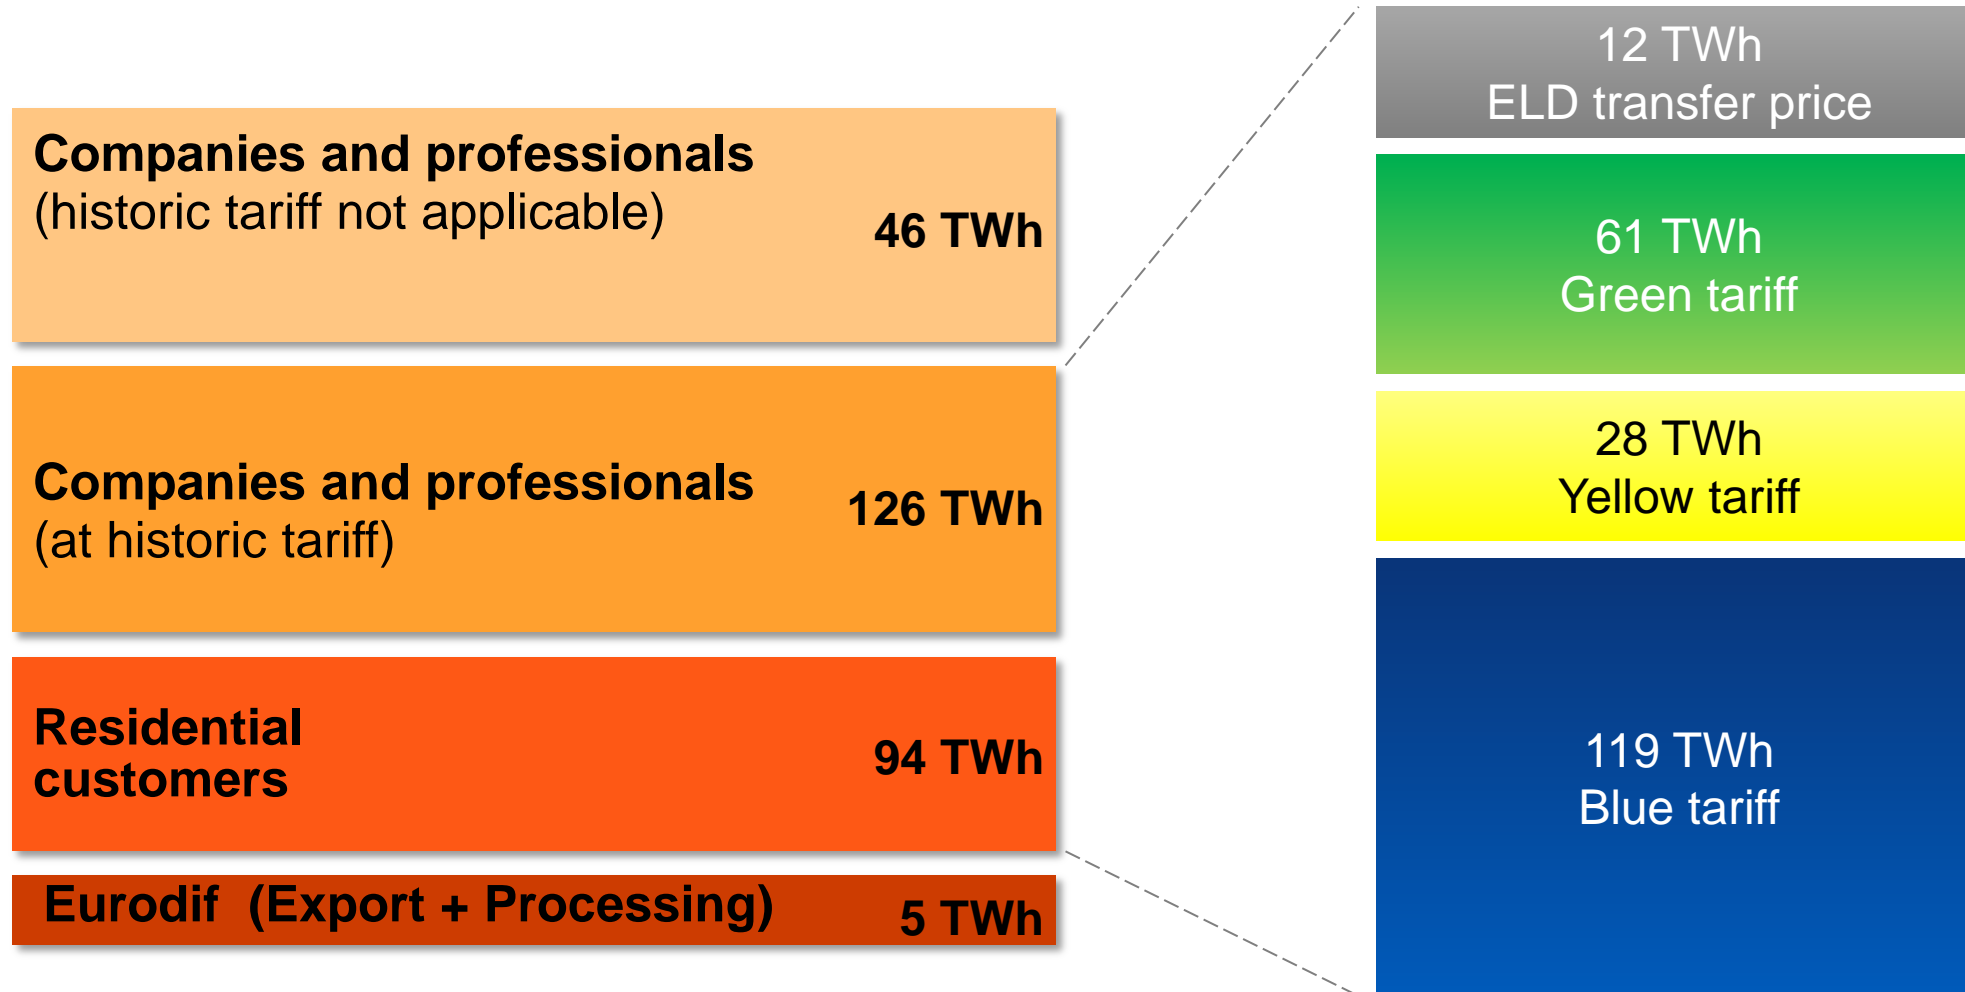 Companies and professionals
(historic tariff not applicable)
46 TWh
Companies and professionals
(at historic tariff)
126 TWh
Residential
customers
94 TWh
Eurodif (Export + Processing)
5 TWh
12 TWh
ELD transfer price
61 TWh
Green tariff
28 TWh
Yellow tariff
119 TWh
Blue tariff